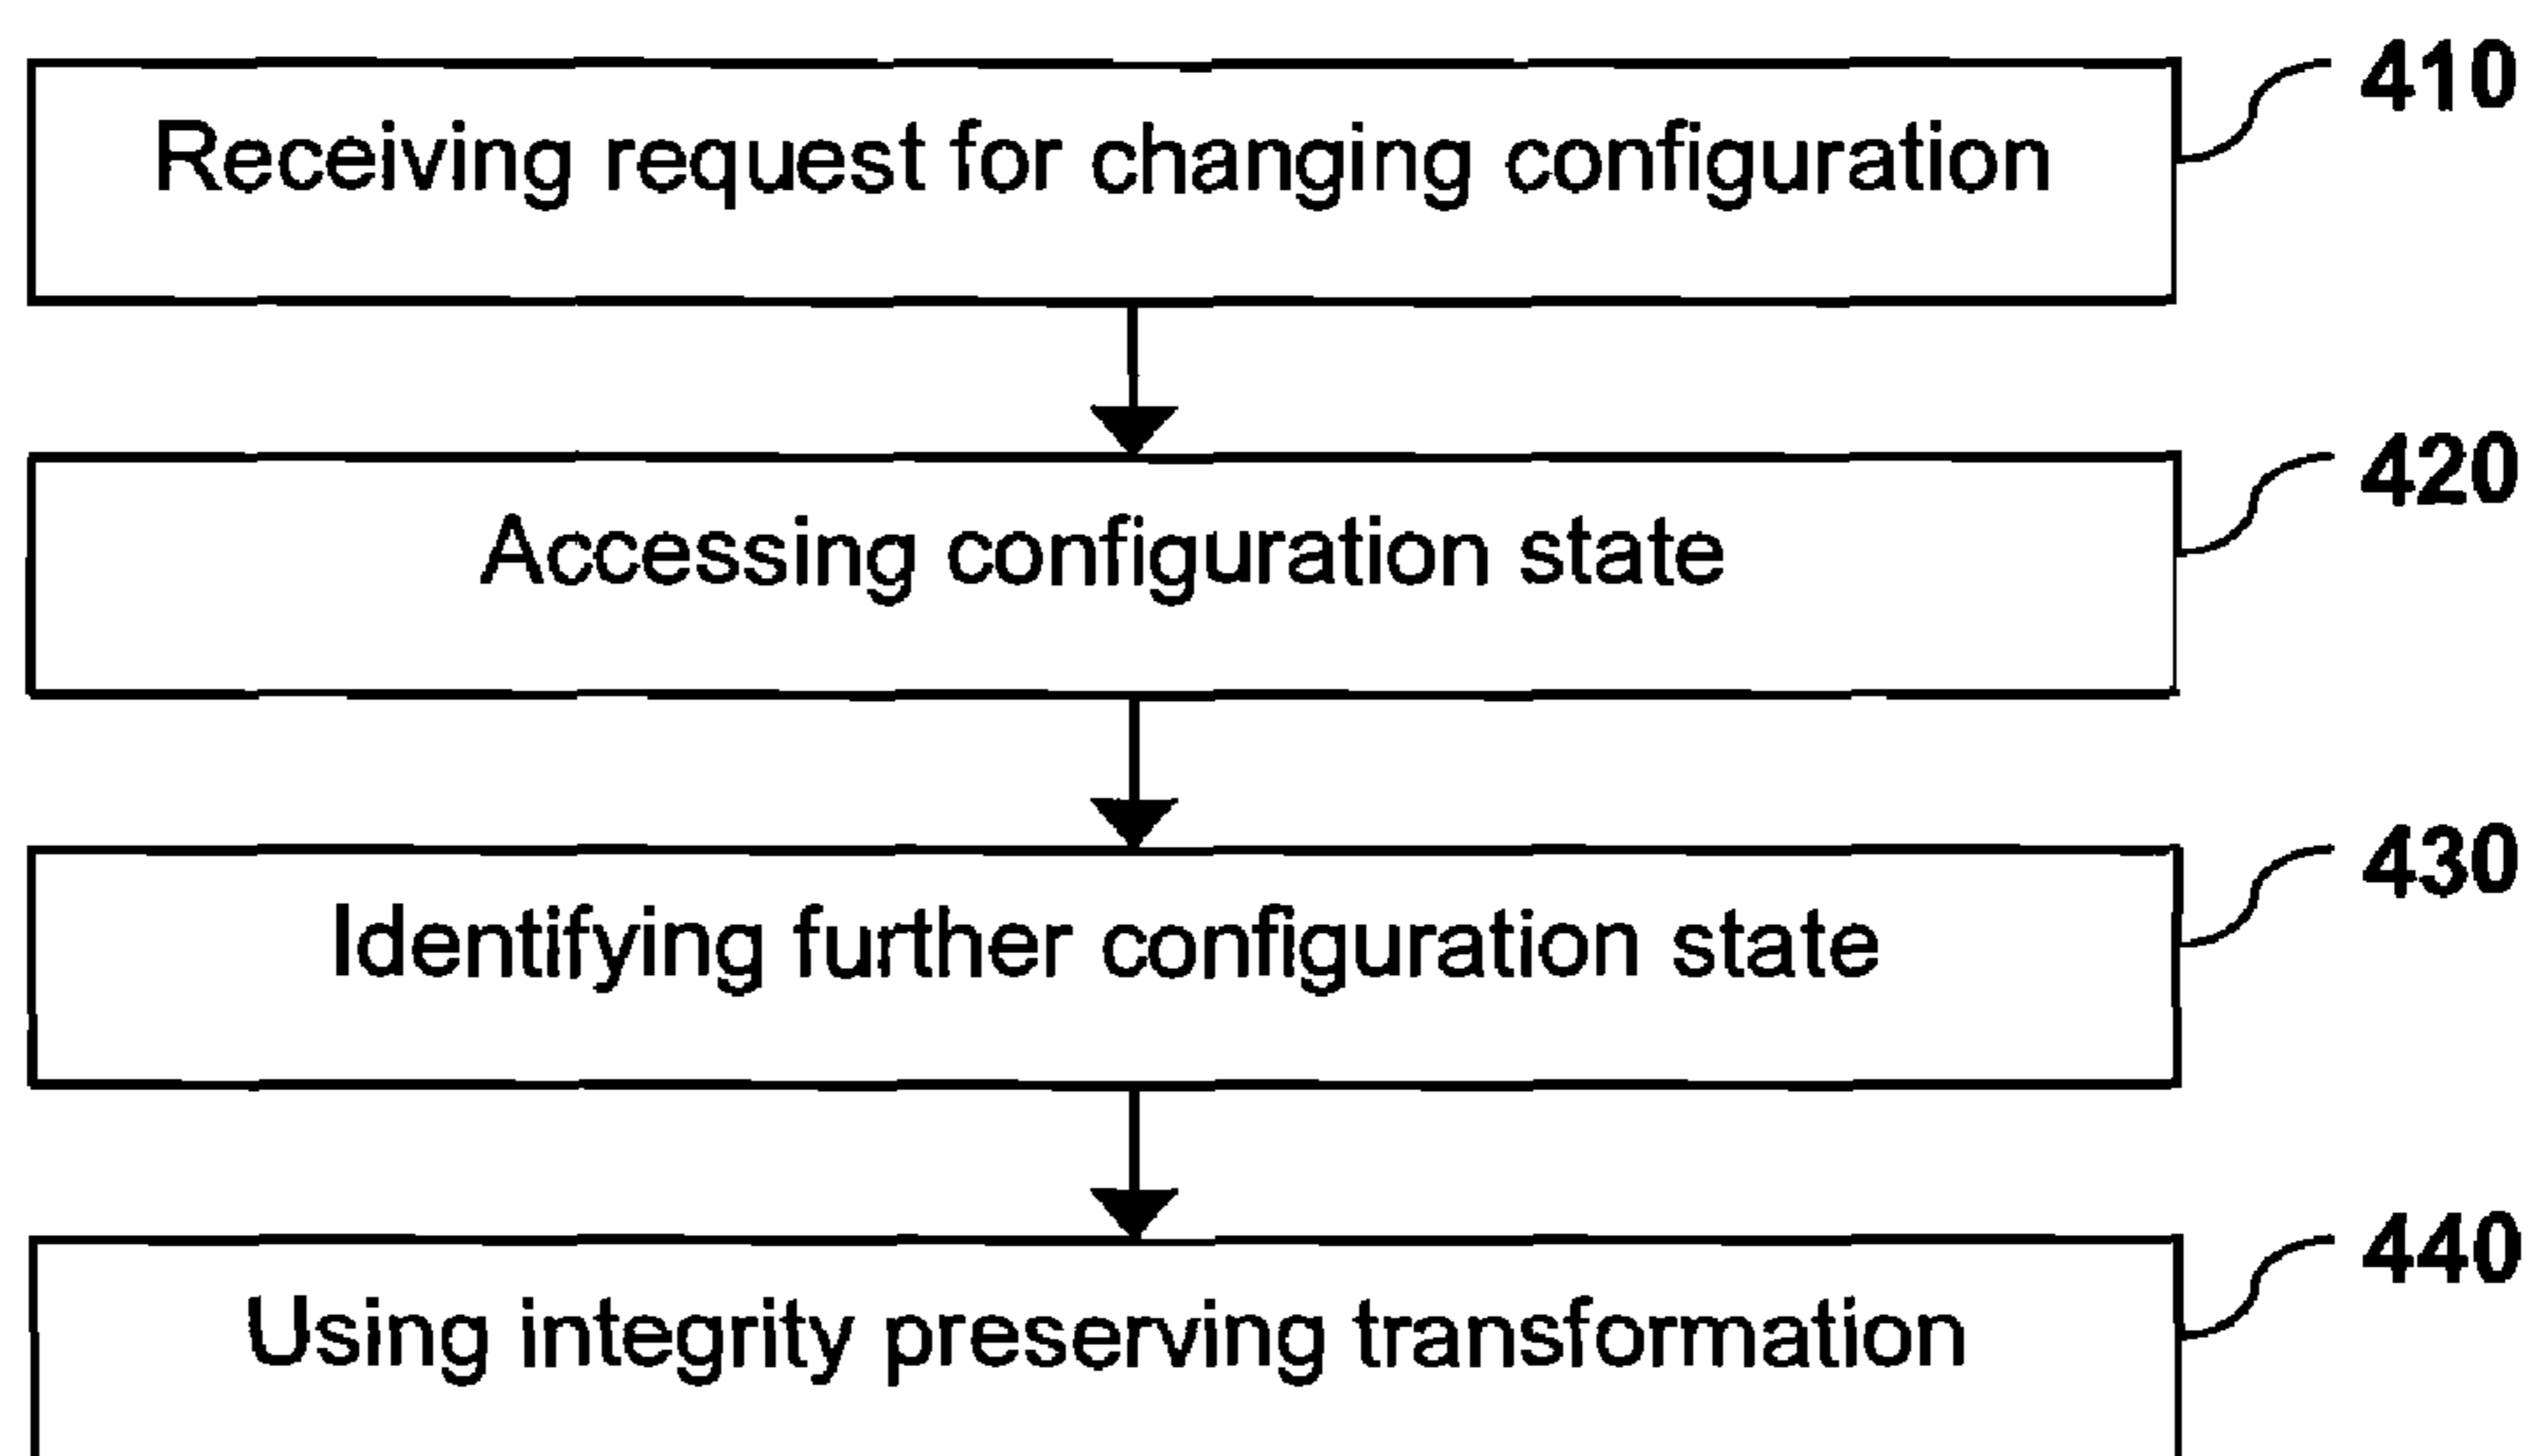 Receiving request for changing configuration
410
Accessing configuration state
420
Identifying further configuration state
430
Using integrity preserving transformation
440